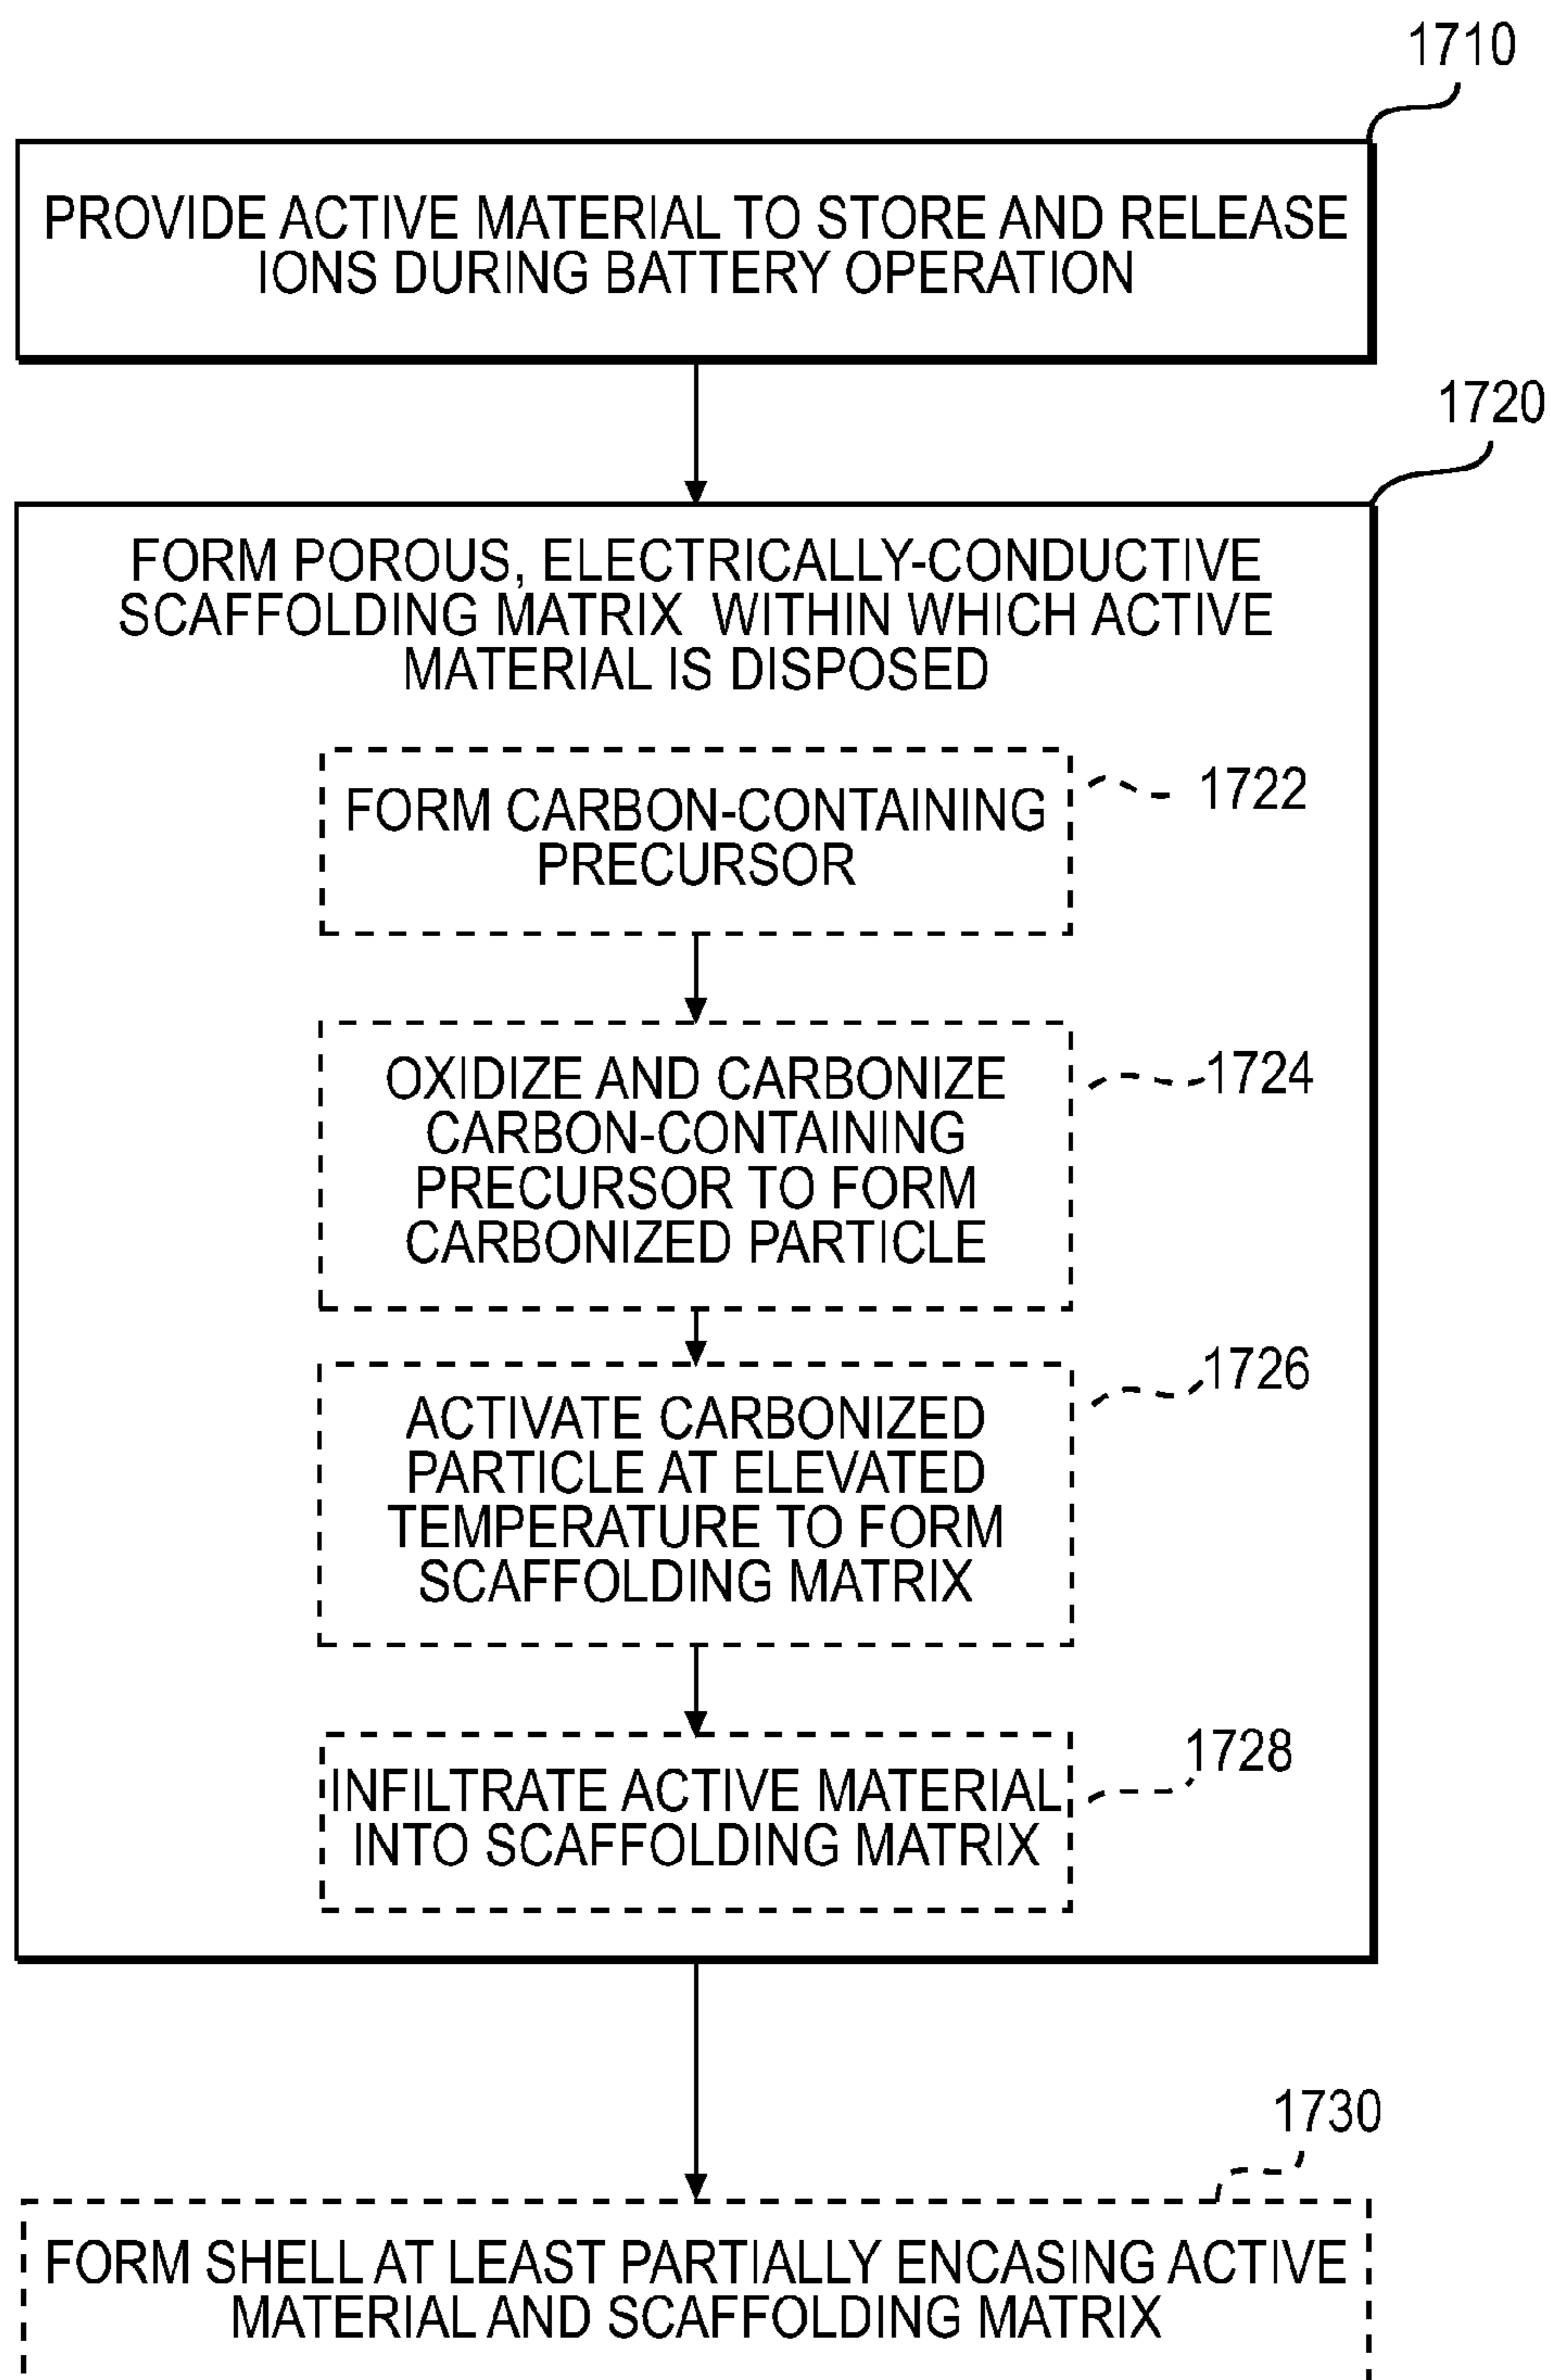 1710
PROVIDE ACTIVE MATERIAL TO STORE AND RELEASE
IONS DURING BATTERY OPERATION
1720
FORM POROUS, ELECTRICALLY-CONDUCTIVE
SCAFFOLDING MATRIX WITHIN WHICH ACTIVE
MATERIAL IS DISPOSED
1722
FORM CARBON-CONTAINING
PRECURSOR
1724
OXIDIZE AND CARBONIZE
CARBON-CONTAINING
PRECURSOR TO FORM
CARBONIZED PARTICLE
1726
ACTIVATE CARBONIZED
PARTICLE AT ELEVATED
TEMPERATURE TO FORM
SCAFFOLDING MATRIX
1728
INFILTRATE ACTIVE MATERIAL
INTO SCAFFOLDING MATRIX
1730
FORM SHELL AT LEAST PARTIALLY ENCASING ACTIVE
MATERIAL AND SCAFFOLDING MATRIX